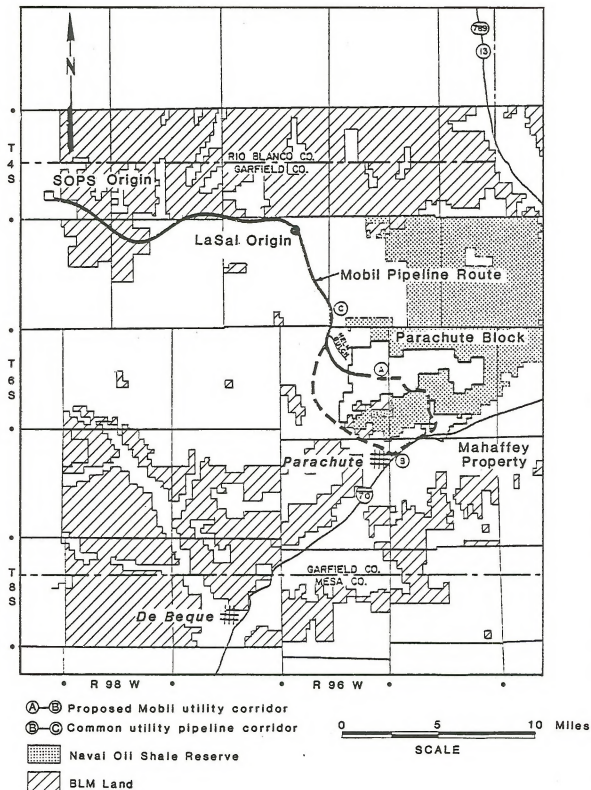 789
13
N
T
4
S
RIO BLANCO CO.
GARFIELD CO.
SOPS Origin
LaSal Origin
Mobil Pipeline Route
C
Parachute Block
A
T
6
S
Parachute
B
Mahaffey
Property
70
GARFIELD CO.
MESA CO.
T
8
S
De Beque
R 98 W
R 96 W
A-B Proposed Mobil utility corridor
B-C Common utility pipeline corridor
0 5 10 Miles
SCALE
Naval Oil Shale Reserve
BLM Land